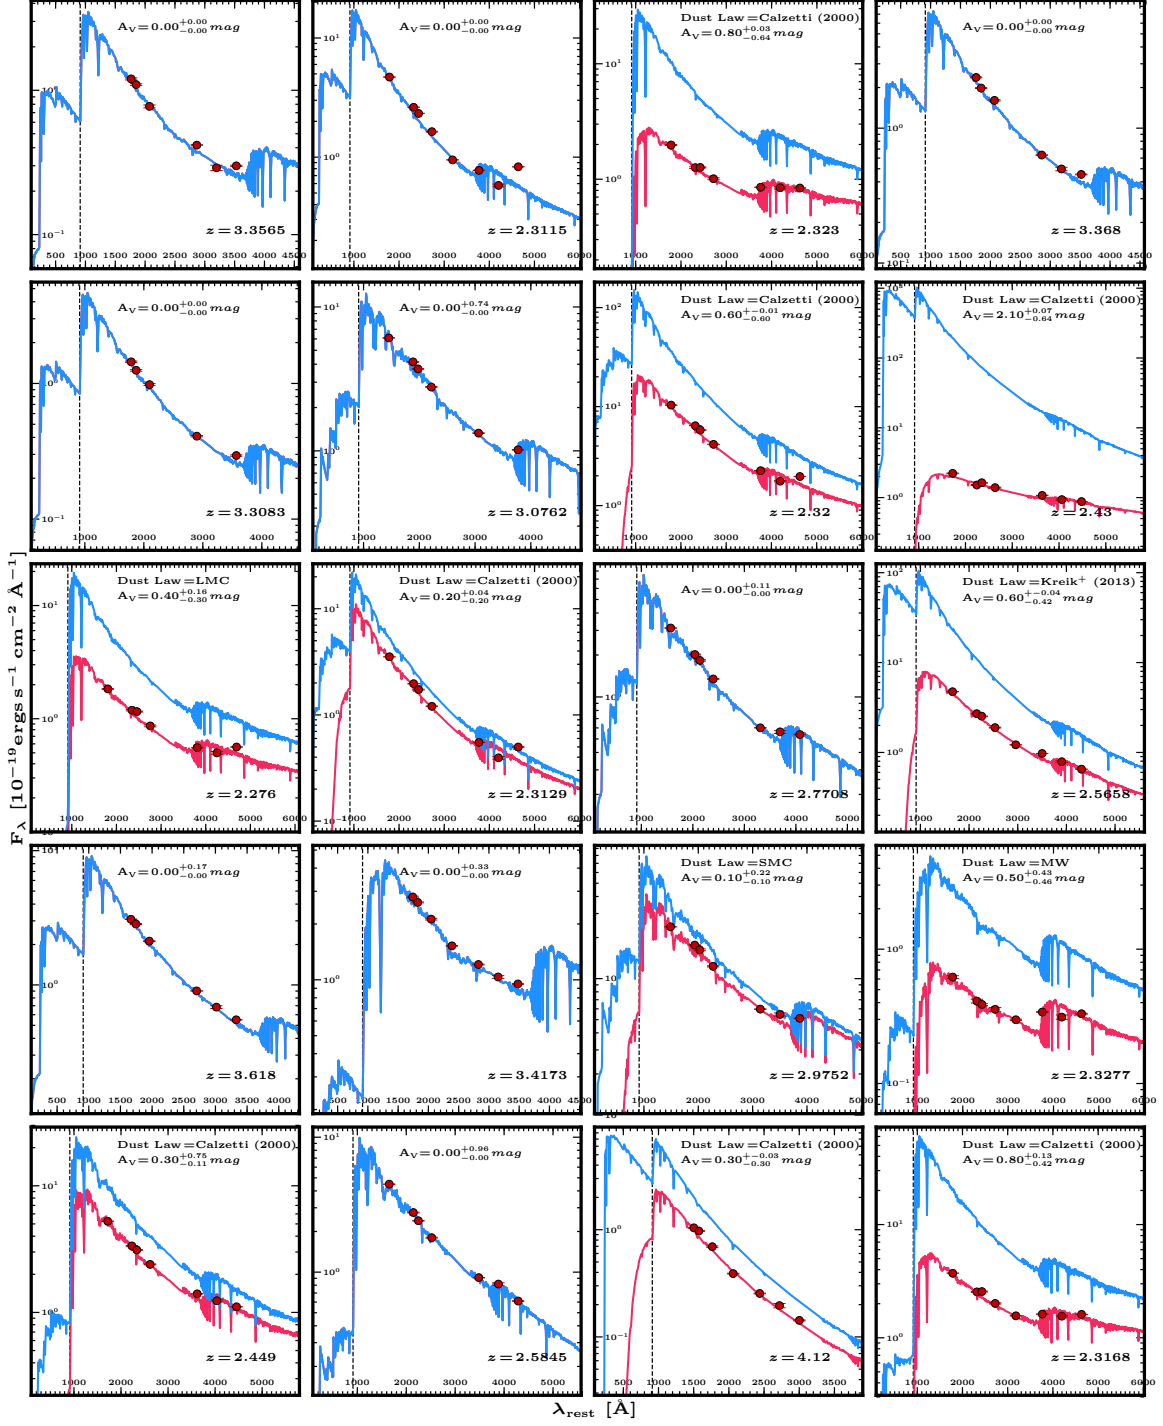 A_V=0.00^{+0.00}_{-0.00} mag
z=3.3565
A_V=0.00^{+0.00}_{-0.00} mag
z=2.3115
Dust Law=Calzetti (2000)
A_V=0.80^{+0.03}_{-0.64} mag
z=2.323
A_V=0.00^{+0.00}_{-0.00} mag
z=3.368
A_V=0.00^{+0.00}_{-0.00} mag
z=3.3083
A_V=0.00^{+0.74}_{-0.00} mag
z=3.0762
Dust Law=Calzetti (2000)
A_V=0.60^{+-0.01}_{-0.60} mag
z=2.32
Dust Law=Calzetti (2000)
A_V=2.10^{+0.07}_{-0.64} mag
z=2.43
Dust Law=LMC
A_V=0.40^{+0.16}_{-0.30} mag
z=2.276
Dust Law=Calzetti (2000)
A_V=0.20^{+0.04}_{-0.20} mag
z=2.3129
A_V=0.00^{+0.11}_{-0.00} mag
z=2.7708
Dust Law=Kreik^+ (2013)
A_V=0.60^{+-0.04}_{-0.42} mag
z=2.5658
A_V=0.00^{+0.17}_{-0.00} mag
z=3.618
A_V=0.00^{+0.33}_{-0.00} mag
z=3.4173
Dust Law=SMC
A_V=0.10^{+0.22}_{-0.10} mag
z=2.9752
Dust Law=MW
A_V=0.50^{+0.43}_{-0.46} mag
z=2.3277
Dust Law=Calzetti (2000)
A_V=0.30^{+0.75}_{-0.11} mag
z=2.449
A_V=0.00^{+0.96}_{-0.00} mag
z=2.5845
Dust Law=Calzetti (2000)
A_V=0.30^{+-0.03}_{-0.30} mag
z=4.12
Dust Law=Calzetti (2000)
A_V=0.80^{+0.13}_{-0.42} mag
z=2.3168
F_λ [10^{-19} ergs s^{-1} cm^{-2} Å^{-1}]
λ_rest [Å]